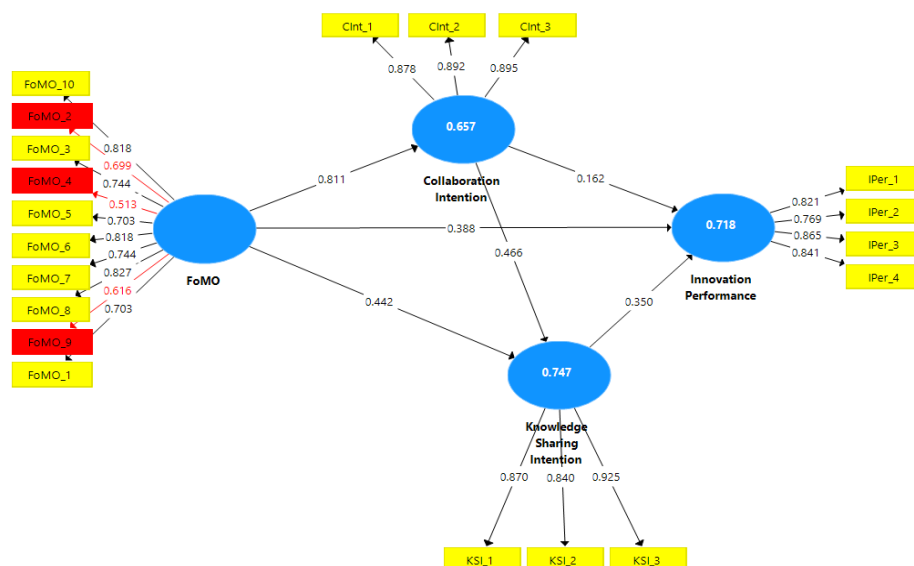 CInt_1
CInt_2
CInt_3
0.878
0.892
0.895
0.657
Collaboration
Intention
FoMO_10
FoMO_2
FoMO_3
FoMO_4
FoMO_5
FoMO_6
FoMO_7
FoMO_8
FoMO_9
FoMO_1
0.818
0.699
0.744
0.513
0.703
0.818
0.744
0.827
0.616
0.703
FoMO
0.811
0.388
0.442
0.162
0.466
0.350
0.718
Innovation
Performance
0.821
0.769
0.865
0.841
IPer_1
IPer_2
IPer_3
IPer_4
0.747
Knowledge
Sharing
Intention
0.870
0.840
0.925
KSI_1
KSI_2
KSI_3